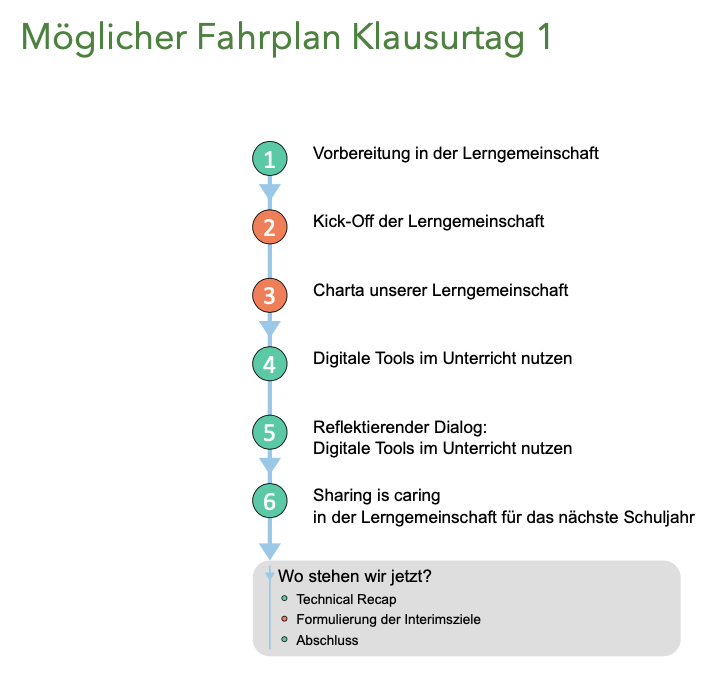 Möglicher Fahrplan Klausurtag 1
1 Vorbereitung in der Lerngemeinschaft
2 Kick-Off der Lerngemeinschaft
3 Charta unserer Lerngemeinschaft
4 Digitale Tools im Unterricht nutzen
5 Reflektierender Dialog:
Digitale Tools im Unterricht nutzen
6 Sharing is caring
in der Lerngemeinschaft für das nächste Schuljahr
Wo stehen wir jetzt?
Technical Recap
Formulierung der Interimsziele
Abschluss